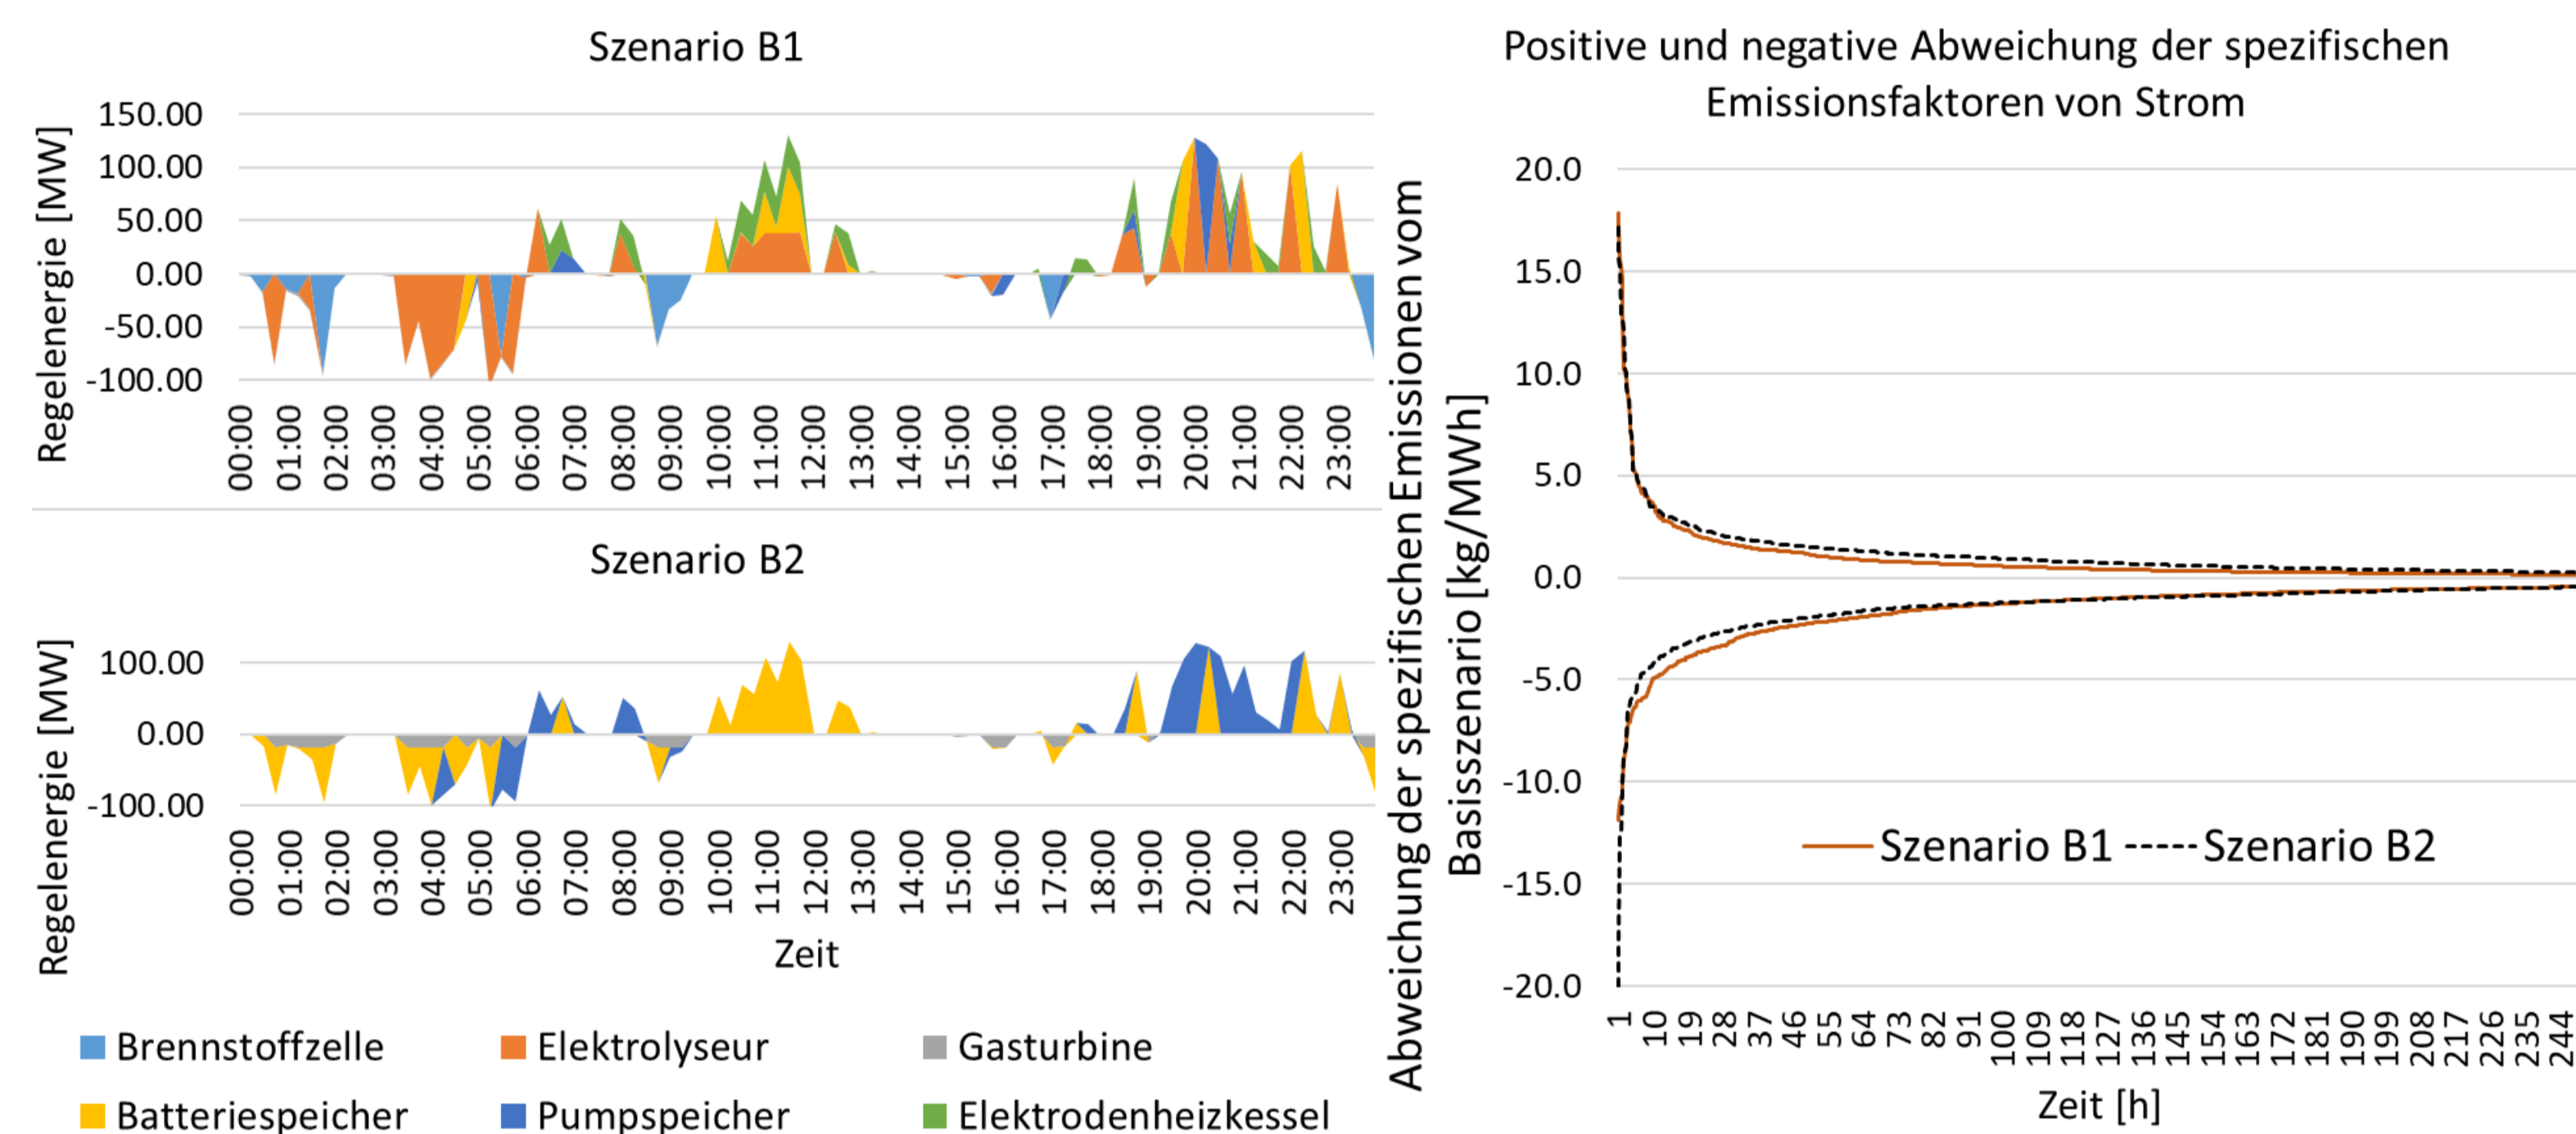 Szenario B1
Regelenergie [MW]
150.00
100.00
50.00
0.00
-50.00
-100.00
00:00 01:00 02:00 03:00 04:00 05:00 06:00 07:00 08:00 09:00 10:00 11:00 12:00 13:00 14:00 15:00 16:00 17:00 18:00 19:00 20:00 21:00 22:00 23:00
Szenario B2
Regelenergie [MW]
100.00
0.00
-100.00
00:00 01:00 02:00 03:00 04:00 05:00 06:00 07:00 08:00 09:00 10:00 11:00 12:00 13:00 14:00 15:00 16:00 17:00 18:00 19:00 20:00 21:00 22:00 23:00
Zeit
Brennstoffzelle Elektrolyseur Gasturbine
Batteriespeicher Pumpspeicher Elektrodenheizkessel
Positive und negative Abweichung der spezifischen
Emissionsfaktoren von Strom
Abweichung der spezifischen Emissionen vom
Basisszenario [kg/MWh]
20.0
15.0
10.0
5.0
0.0
-5.0
-10.0
-15.0
-20.0
Szenario B1 Szenario B2
1 10 19 28 37 46 55 64 73 82 91 100 109 118 127 136 145 154 163 172 181 190 199 208 217 226 235 244
Zeit [h]